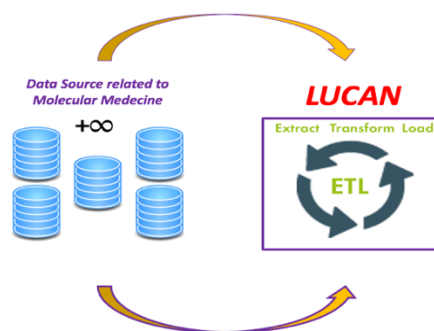 Data Source related to
Molecular Medecine
+∞
LUCAN
Extract Transform Load
ETL